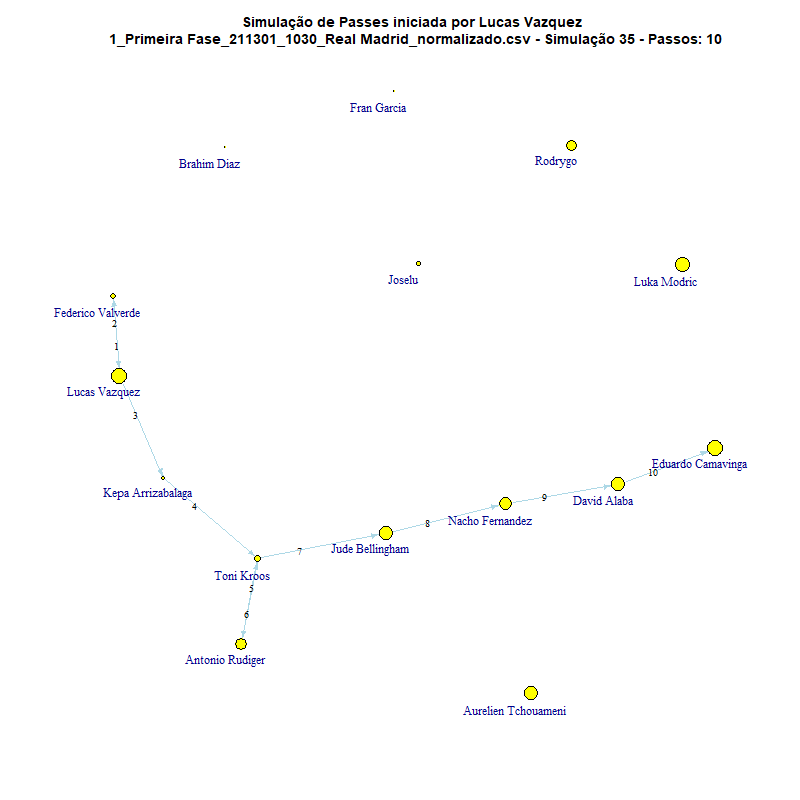 Simulação de Passes iniciada por Lucas Vazquez
1_Primeira Fase_211301_1030_Real Madrid_normalizado.csv - Simulação 35 - Passos: 10
Fran Garcia
Brahim Diaz
Rodrygo
Joselu
Luka Modric
Federico Valverde
2
1
Lucas Vazquez
3
Eduardo Camavinga
10
Kepa Arrizabalaga
David Alaba
9
4
Nacho Fernandez
8
Jude Bellingham
7
Toni Kroos
5
6
Antonio Rudiger
Aurelien Tchouameni